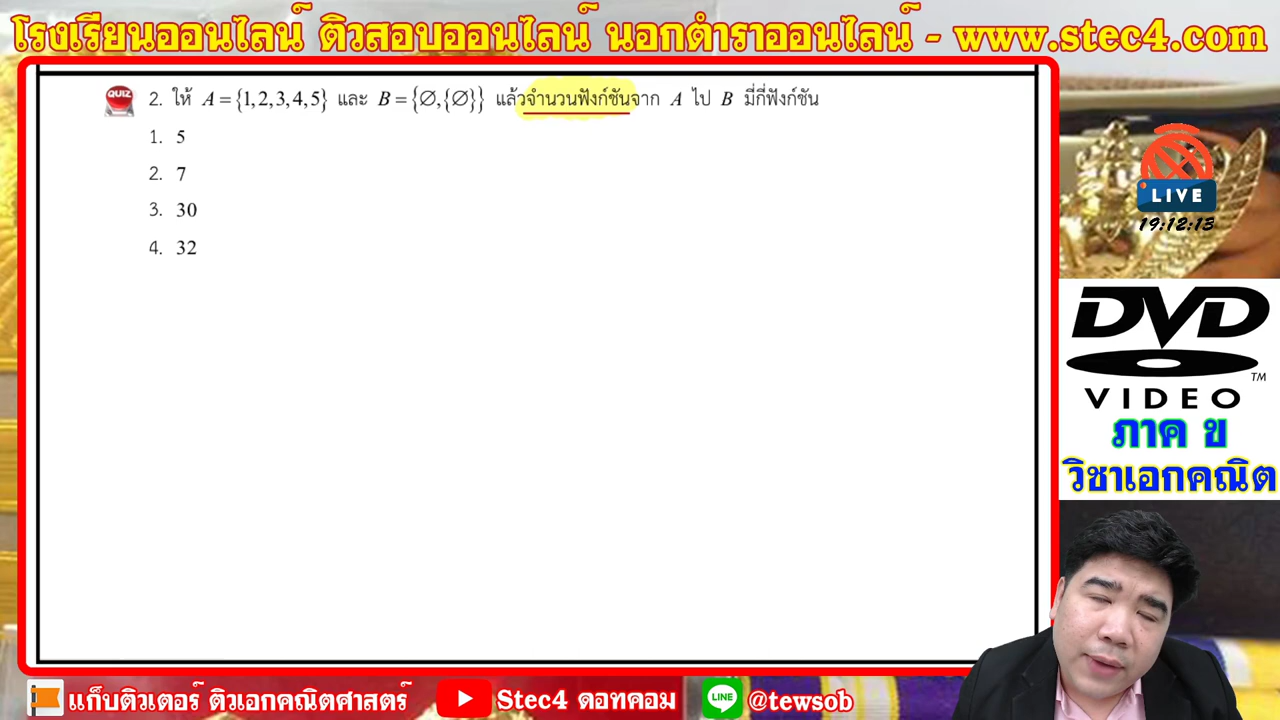 โรงเรียนออนไลน์ ติวสอบออนไลน์ นอกตำราออนไลน์ - www.stec4.com
QUIZ 2. ให้ A = {1,2,3,4,5} และ B = {∅,{∅}} แล้วจำนวนฟังก์ชันจาก A ไป B มีกี่ฟังก์ชัน
1. 5
2. 7
3. 30
4. 32
LIVE
19:12:13
DVD
VIDEO TM
ภาค ข
วิชาเอกคณิต
แก็บติวเตอร์ ติวเอกคณิตศาสตร์ Stec4 ดอทคอม LINE @tewsob